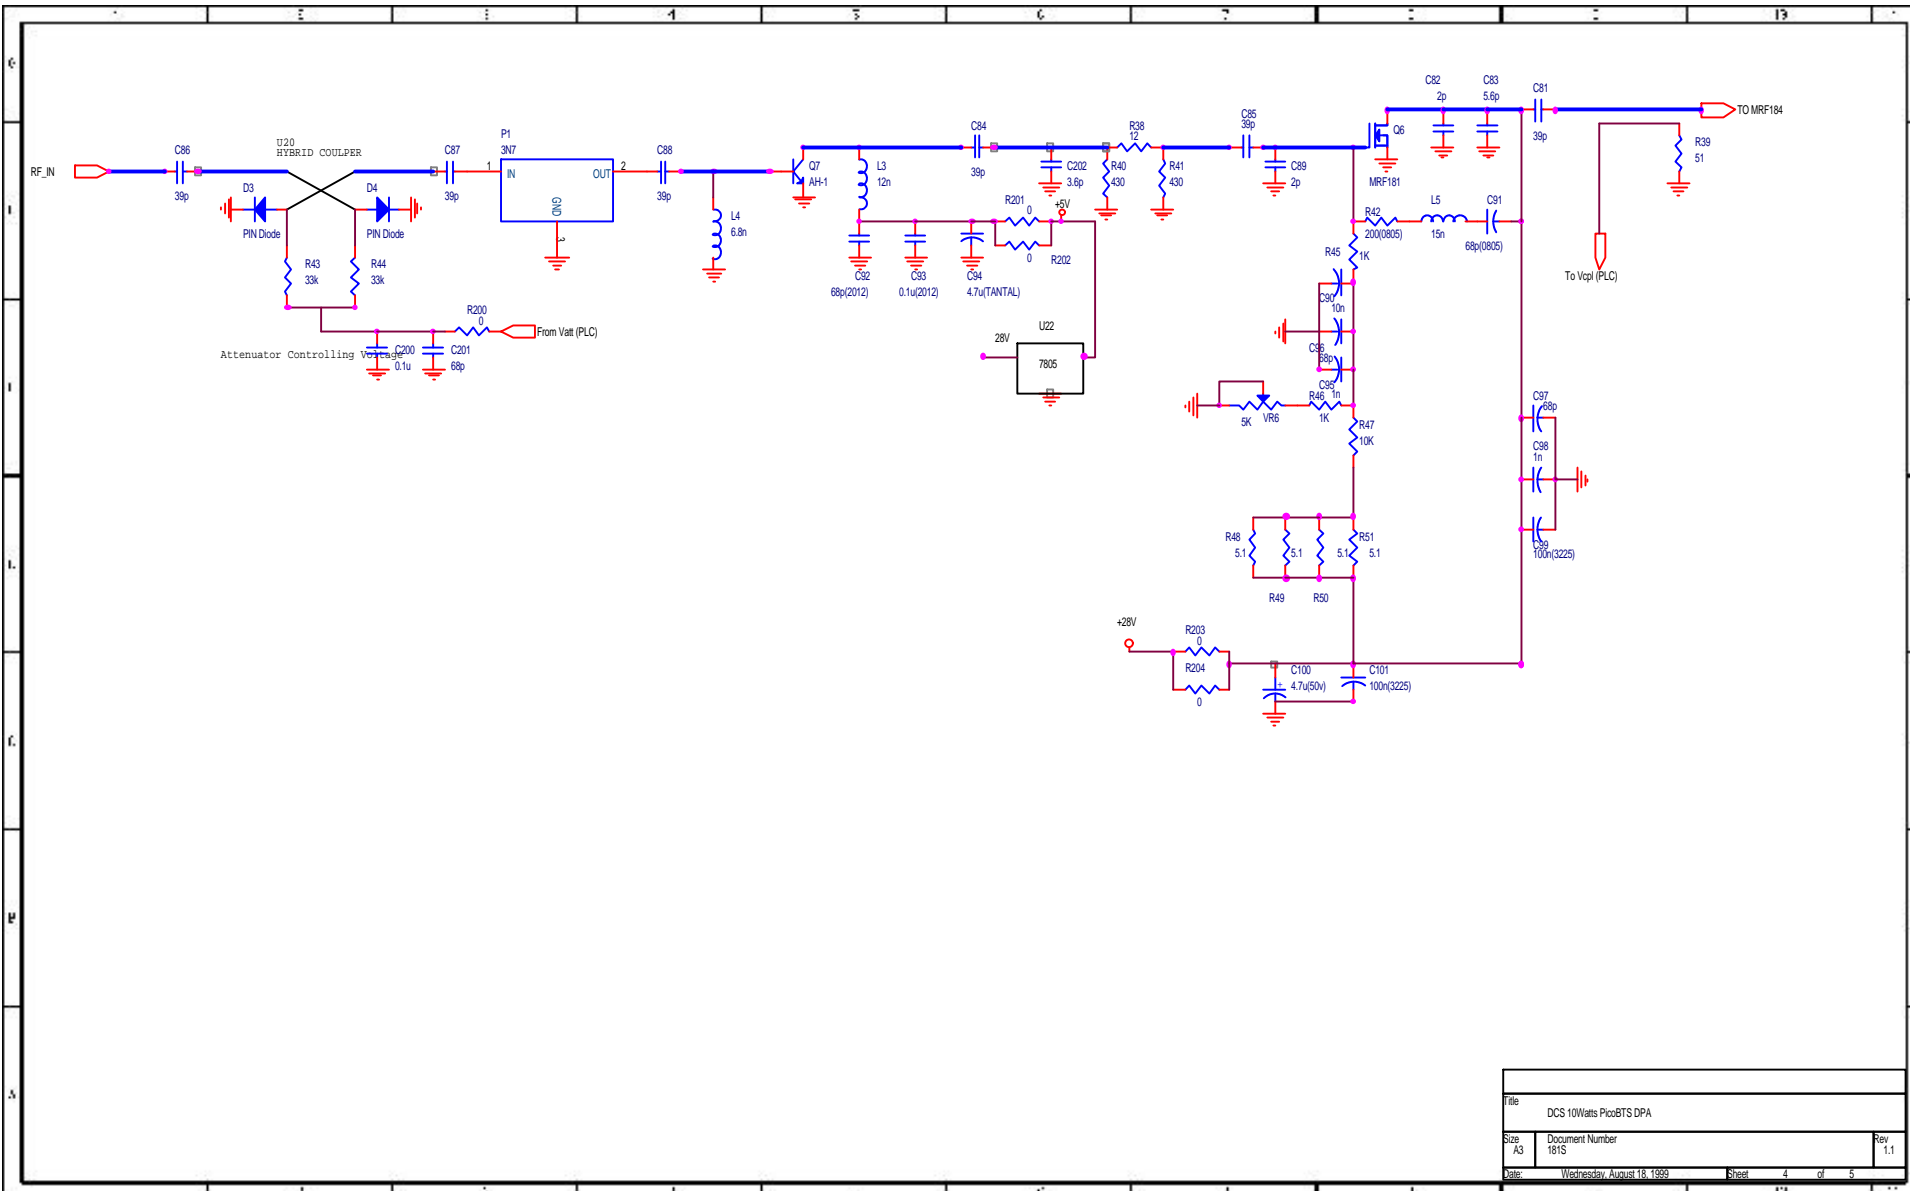 RF_IN
C86
39p
U20
HYBRID COULPER
D3
PIN Diode
D4
PIN Diode
R43
33k
R44
33k
C87
39p
P1
3N7
1
IN
OUT
2
GND
3
C88
39p
L4
6.8n
Q7
AH-1
L3
12n
C84
39p
C202
3.6p
R38
12
R40
430
R41
430
C85
39p
C89
2p
Q6
MRF181
C82
2p
C83
5.6p
C81
39p
TO MRF184
R39
51
To Vcpl (PLC)
R201
0
+5V
0
R202
C92
68p(2012)
C93
0.1u(2012)
C94
4.7u(TANTAL)
R200
0
From Vatt (PLC)
Attenuator Controlling Voltage
C200
0.1u
C201
68p
28V
U22
7805
R42
200(0805)
L5
15n
C91
68p(0805)
R45
1K
C90
10n
C96
68p
C95
1n
R46
1K
5K
VR6
R47
10K
C97
68p
C98
1n
C99
100n(3225)
R48
5.1
5.1
5.1
R51
5.1
R49
R50
+28V
R203
0
R204
0
C100
+
4.7u(50v)
C101
100n(3225)
Title
DCS 10Watts PicoBTS DPA
Size
A3
Document Number
181S
Rev
1.1
Date:
Wednesday, August 18, 1999
Sheet
4
of
5